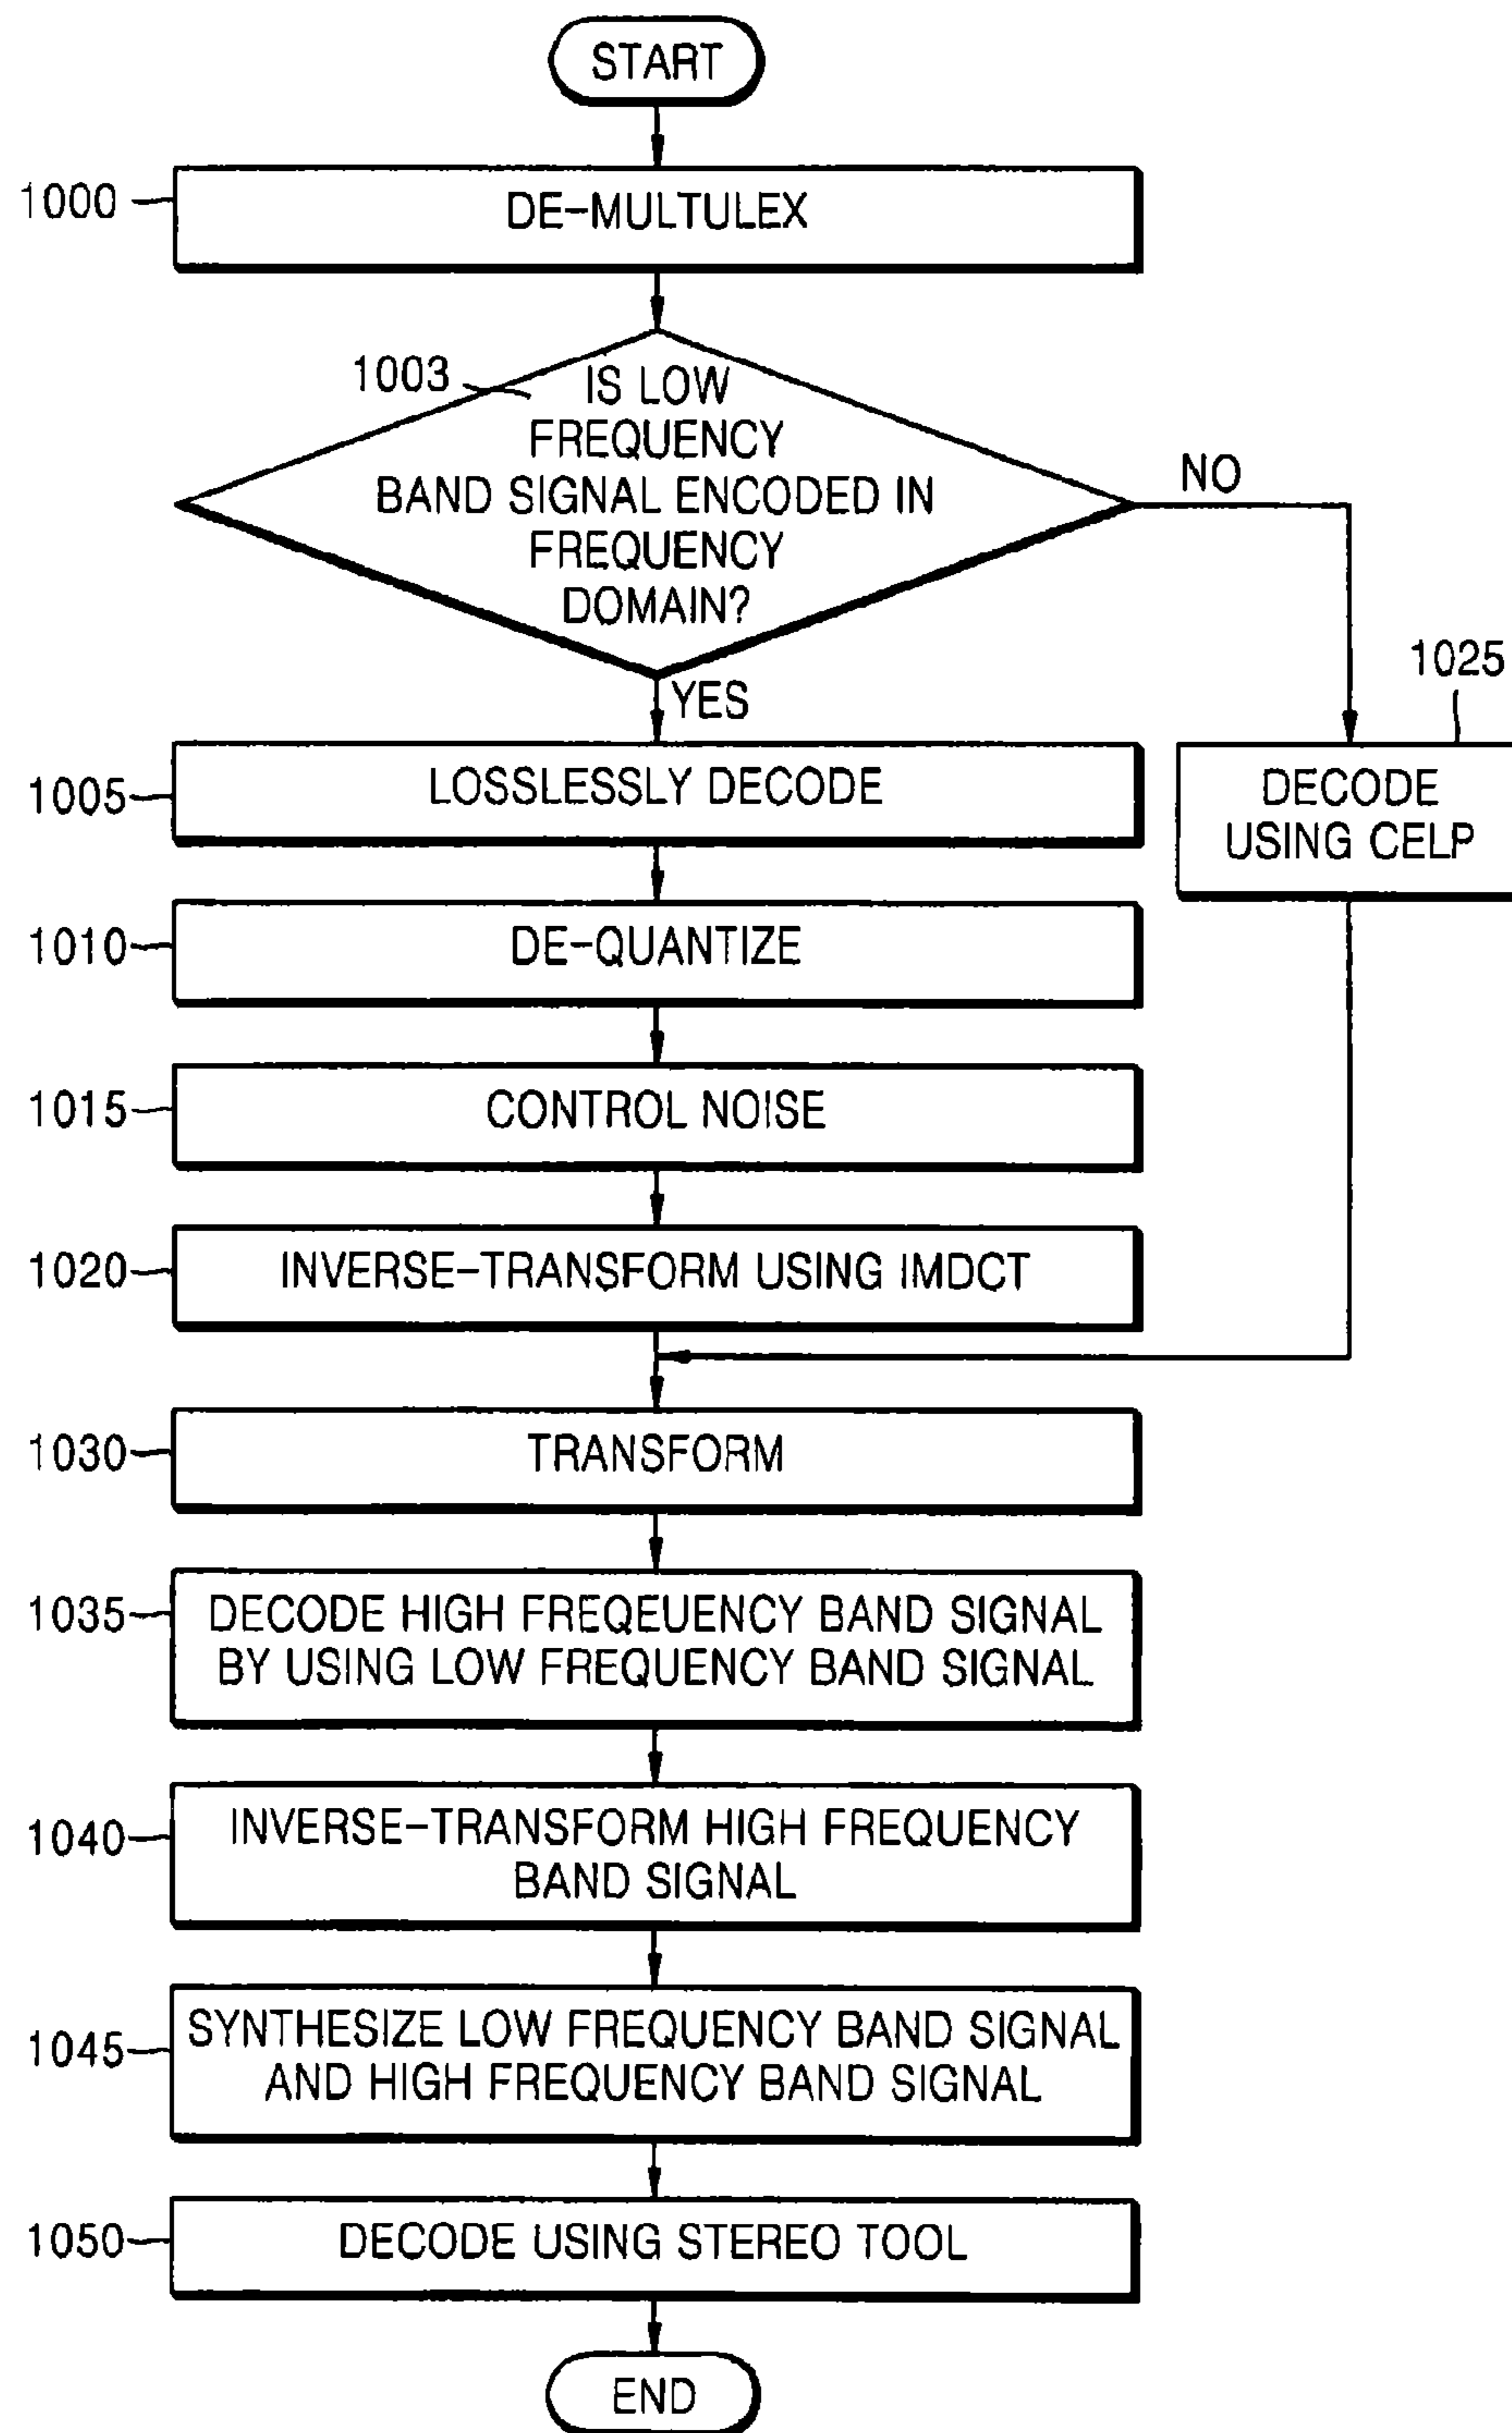 START
1000
DE-MULTULEX
1003
IS LOW
FREQUENCY
BAND SIGNAL ENCODED IN
FREQUENCY
DOMAIN?
NO
YES
1025
DECODE
USING CELP
1005
LOSSLESSLY DECODE
1010
DE-QUANTIZE
1015
CONTROL NOISE
1020
INVERSE-TRANSFORM USING IMDCT
1030
TRANSFORM
1035
DECODE HIGH FREQEUENCY BAND SIGNAL
BY USING LOW FREQUENCY BAND SIGNAL
1040
INVERSE-TRANSFORM HIGH FREQUENCY
BAND SIGNAL
1045
SYNTHESIZE LOW FREQUENCY BAND SIGNAL
AND HIGH FREQUENCY BAND SIGNAL
1050
DECODE USING STEREO TOOL
END